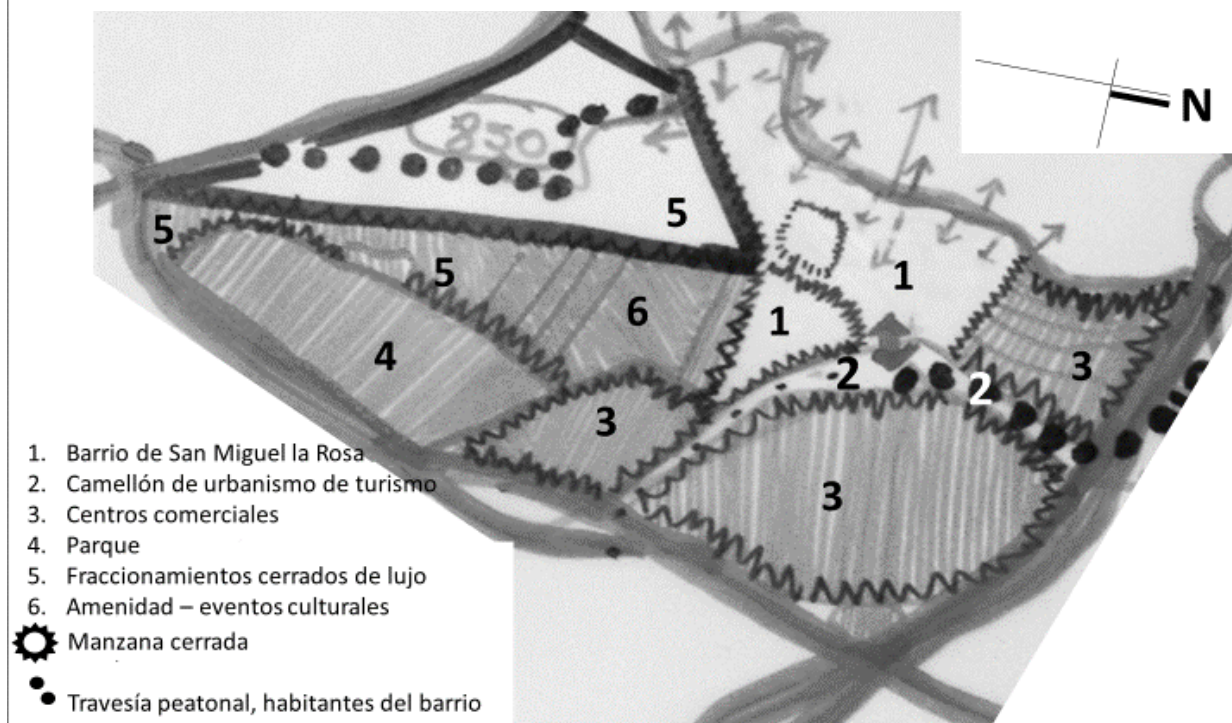 N
850
5
5
1
5
6
1
4
2
2
3
3
3
1. Barrio de San Miguel la Rosa
2. Camellón de urbanismo de turismo
3. Centros comerciales
4. Parque
5. Fraccionamientos cerrados de lujo
6. Amenidad – eventos culturales
Manzana cerrada
Travesía peatonal, habitantes del barrio